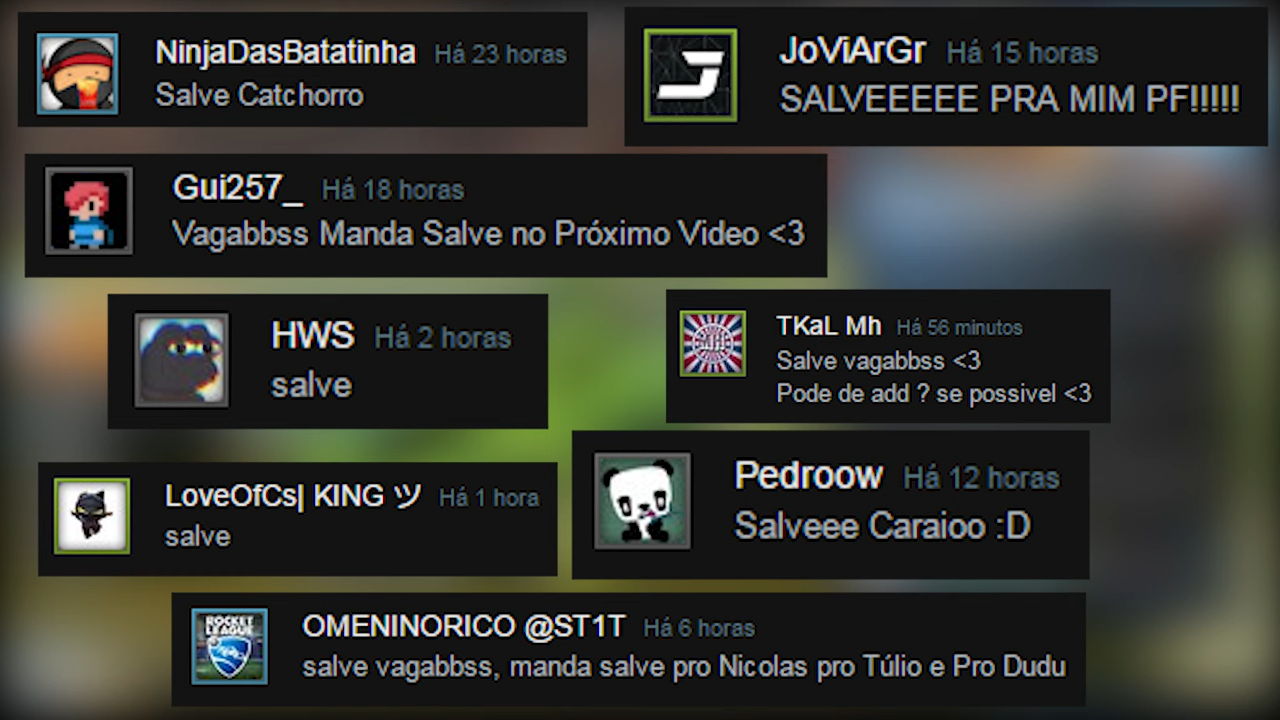 NinjaDasBatatinha Há 23 horas
Salve Catchorro
JoViArGr Há 15 horas
SALVEEEEE PRA MIM PF!!!!!
Gui257_ Há 18 horas
Vagabbss Manda Salve no Próximo Video <3
HWS Há 2 horas
salve
TKaL Mh Há 56 minutos
Salve vagabbss <3
Pode de add ? se possivel <3
MH
LoveOfCs| KING ツ Há 1 hora
salve
Pedroow Há 12 horas
Salveee Caraioo :D
ROCKET
LEAGUE
OMENINORICO @ST1T Há 6 horas
salve vagabbss, manda salve pro Nicolas pro Túlio e Pro Dudu